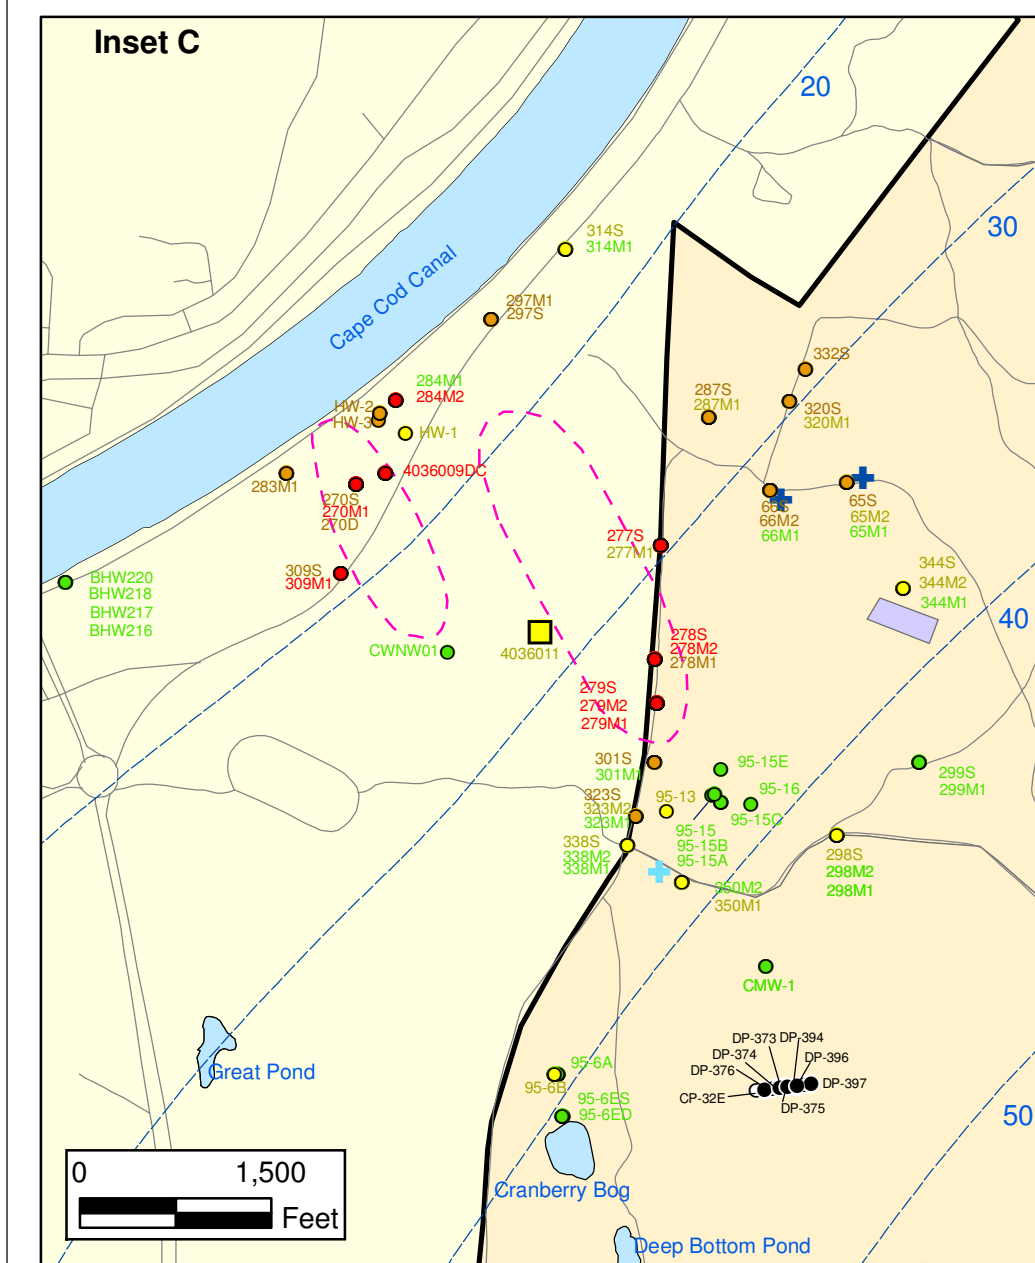 Inset C
20
30
314S
314M1
Cape Cod Canal
297M1
297S
332S
284M1
284M2
287S
287M1
320S
320M1
HW-2
HW-3
HW-1
4036009DC
283M1
270S
270M1
270D
66S
66M2
66M1
65S
65M2
65M1
277S
277M1
309S
309M1
BHW220
BHW218
BHW217
BHW216
344S
344M2
344M1
40
CWNW01
4036011
278S
278M2
278M1
279S
279M2
279M1
301S
301M1
95-15E
95-16
95-15C
299S
299M1
323S
323M2
323M1
95-13
95-15
95-15B
95-15A
338S
338M2
338M1
298S
298M2
298M1
350M2
350M1
CMW-1
DP-373
DP-394
DP-374
DP-396
DP-376
DP-397
CP-32E
DP-375
Great Pond
95-6A
95-6B
95-6ES
95-6ED
50
Cranberry Bog
Deep Bottom Pond
0 1,500
Feet